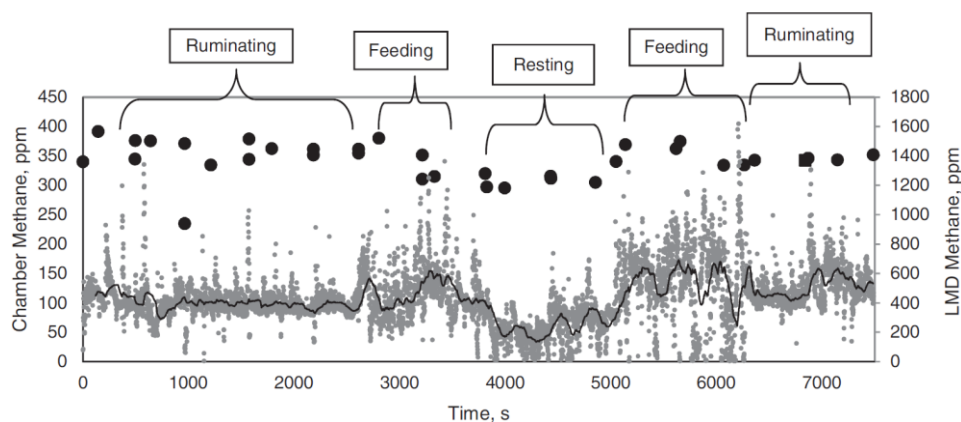 Ruminating
Feeding
Resting
Feeding
Ruminating
450
400
350
300
250
200
150
100
50
0
Chamber Methane, ppm
1800
1600
1400
1200
1000
800
600
400
200
0
LMD Methane, ppm
0 1000 2000 3000 4000 5000 6000 7000
Time, s